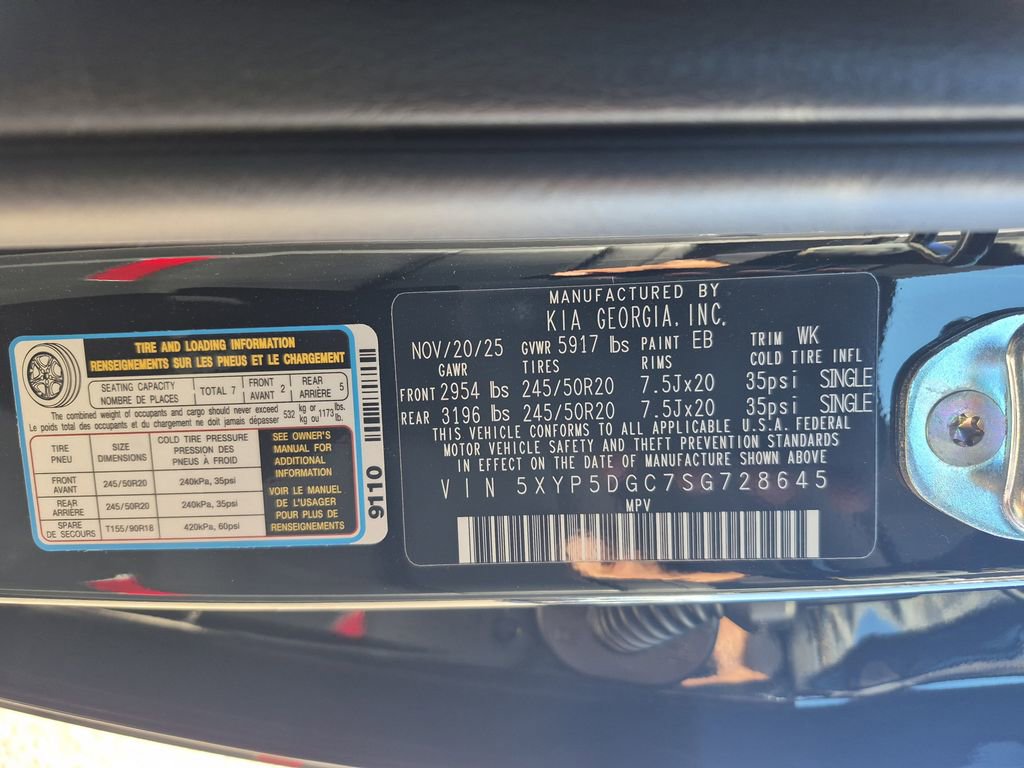 TIRE AND LOADING INFORMATION
RENSEIGNEMENTS SUR LES PNEUS ET LE CHARGEMENT
SEATING CAPACITY TOTAL 7 FRONT 2 REAR 5
NOMBRE DE PLACES AVANT ARRIÈRE
The combined weight of occupants and cargo should never exceed 532 kg or 1173 lbs.
Le poids total des occupants et du chargement ne doit jamais dépasser kg ou lb.
TIRE SIZE COLD TIRE PRESSURE
PNEU DIMENSIONS PRESSION DES
PNEUS À FROID
FRONT 245/50R20 240kPa, 35psi
AVANT
REAR 245/50R20 240kPa, 35psi
ARRIÈRE
SPARE T155/90R18 420kPa, 60psi
DE SECOURS
SEE OWNER'S
MANUAL FOR
ADDITIONAL
INFORMATION
VOIR LE MANUEL
DE L'USAGER
POUR PLUS DE
RENSEIGNEMENTS
9110
MANUFACTURED BY
KIA GEORGIA, INC.
NOV/20/25 GVWR 5917 lbs PAINT EB TRIM WK
GAWR TIRES RIMS COLD TIRE INFL
FRONT 2954 lbs 245/50R20 7.5Jx20 35psi SINGLE
REAR 3196 lbs 245/50R20 7.5Jx20 35psi SINGLE
THIS VEHICLE CONFORMS TO ALL APPLICABLE U.S.A. FEDERAL
MOTOR VEHICLE SAFETY AND THEFT PREVENTION STANDARDS
IN EFFECT ON THE DATE OF MANUFACTURE SHOWN ABOVE
VIN 5XYP5DGC7SG728645
MPV